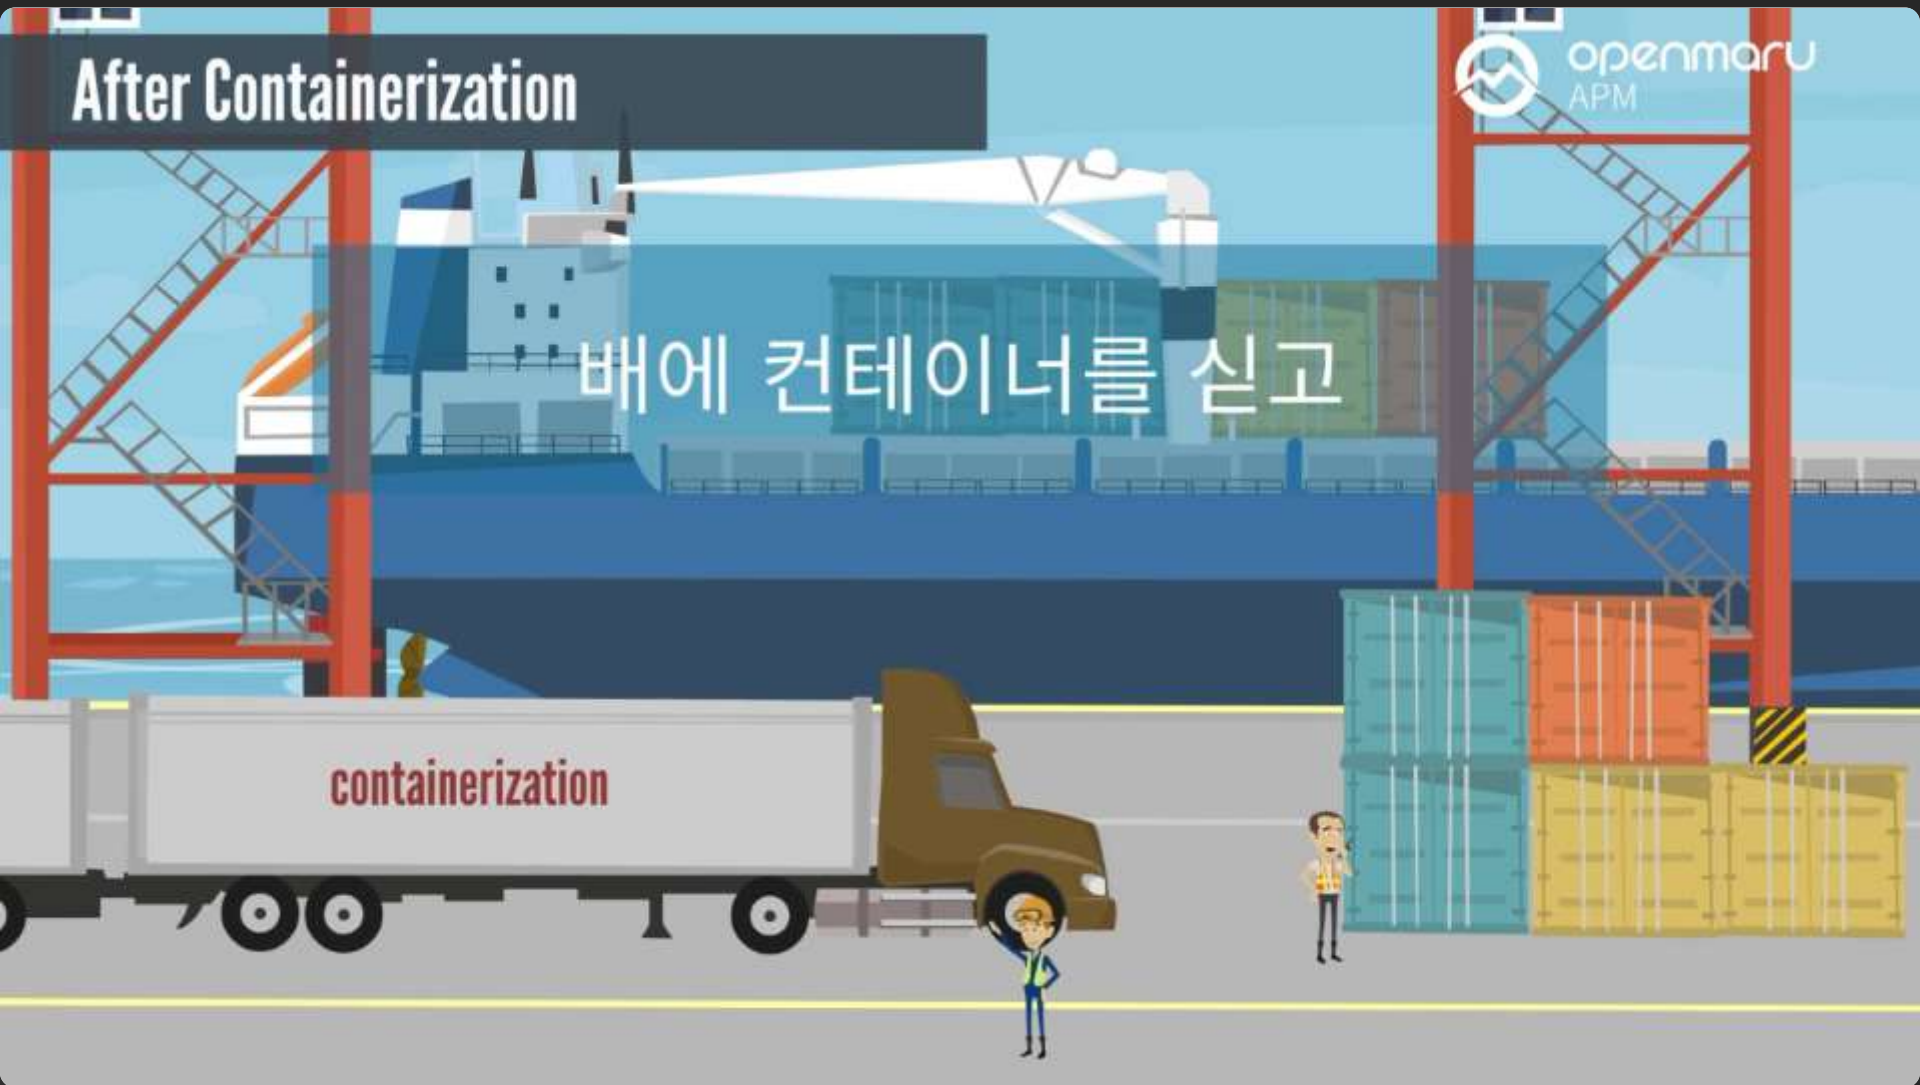 After Containerization
openmaru
APM
배에 컨테이너를 싣고
containerization